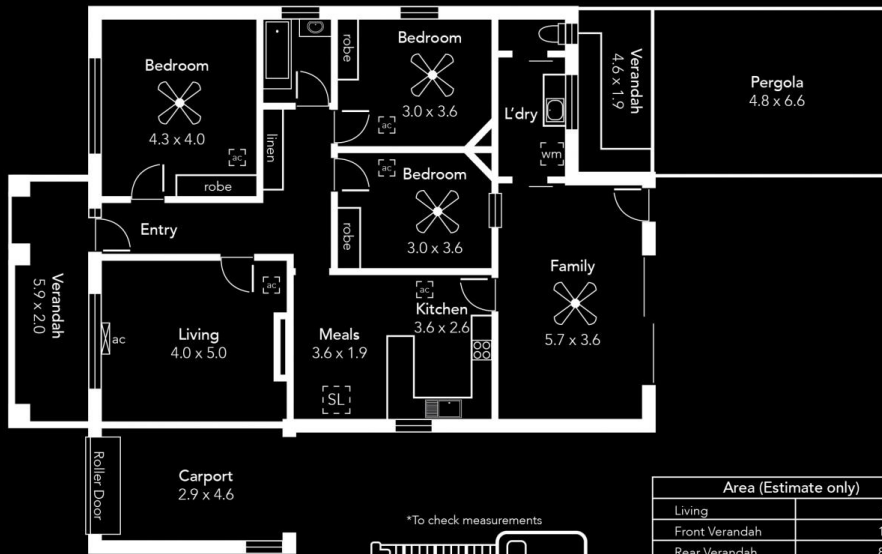 Bedroom
4.3 x 4.0
ac
robe
linen
robe
Bedroom
3.0 x 3.6
ac
ac
Bedroom
3.0 x 3.6
robe
L'dry
wm
Verandah
4.6 x 1.9
Pergola
4.8 x 6.6
Entry
Verandah
5.9 x 2.0
ac
Living
4.0 x 5.0
ac
Meals
3.6 x 1.9
SL
ac
Kitchen
3.6 x 2.6
Family
5.7 x 3.6
Roller Door
Carport
2.9 x 4.6
*To check measurements
Area (Estimate only)
Living
Front Verandah
Rear Verandah